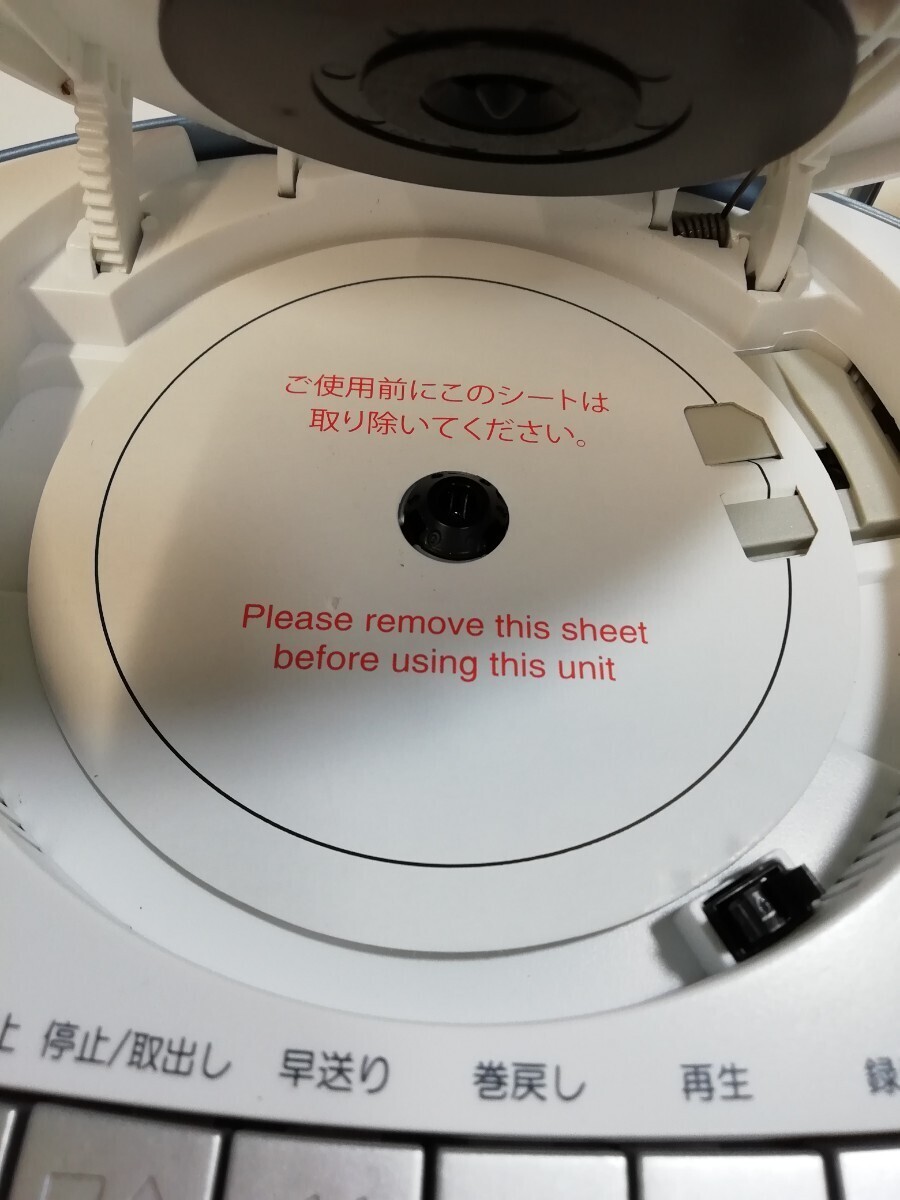 ご使用前にこのシートは
取り除いてください。
Please remove this sheet
before using this unit
止 停止/取出し 早送り 巻戻し 再生 録